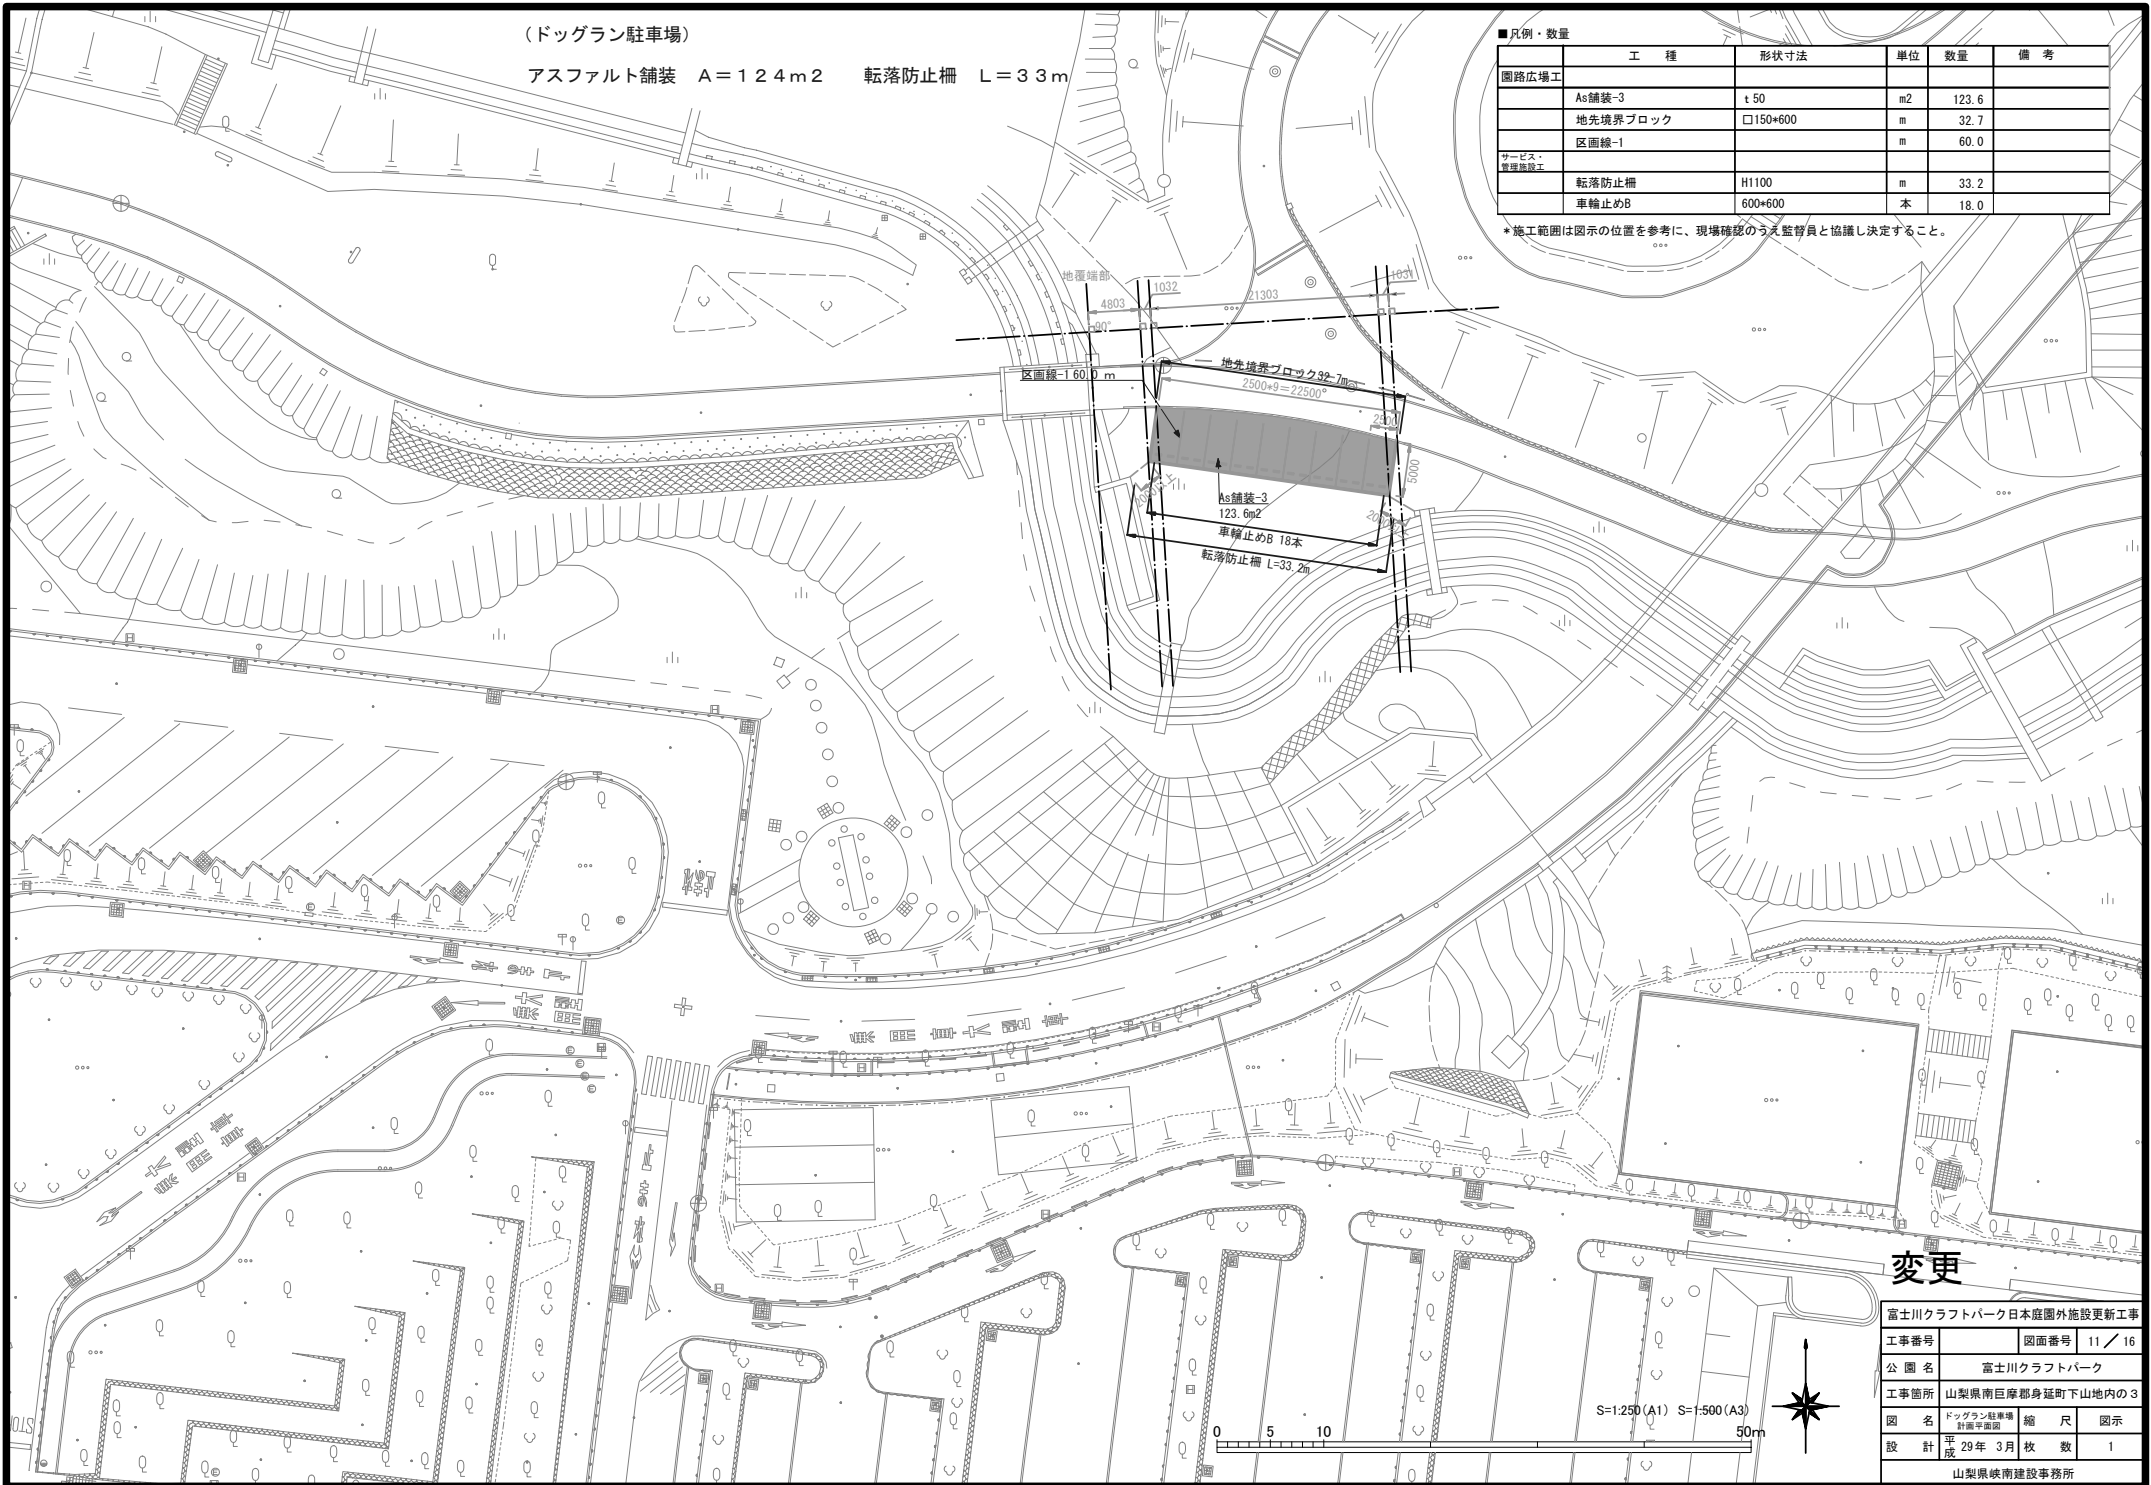 （ドッグラン駐車場）
アスファルト舗装　Ａ＝１２４ｍ２　　転落防止柵　Ｌ＝３３ｍ
■凡例・数量
工　種　形状寸法　単位　数量　備　考
園路広場工
As舗装-3　t 50　m2　123.6
地先境界ブロック　□150*600　m　32.7
区画線-1　m　60.0
サービス・
管理施設工
転落防止柵　H1100　m　33.2
車輪止めB　600*600　本　18.0
*施工範囲は図示の位置を参考に、現場確認のうえ監督員と協議し決定すること。
地覆端部
4803　1032　21303　1031
90°
地先境界ブロック32.7m
区画線-1 60.0 m
2500*9＝22500
2500
5000
2000以上
As舗装-3
123.6m2
車輪止めB 18本
転落防止柵 L=33.2m
変更
S=1:250(A1)　S=1:500(A3)
0　5　10　50m
富士川クラフトパーク日本庭園外施設更新工事
工事番号　図面番号　11／16
公 園 名　富士川クラフトパーク
工事箇所　山梨県南巨摩郡身延町下山地内の３
図　名　ドッグラン駐車場 計画平面図　縮　尺　図示
設　計　平成 29年 3月　枚　数　1
山梨県峡南建設事務所